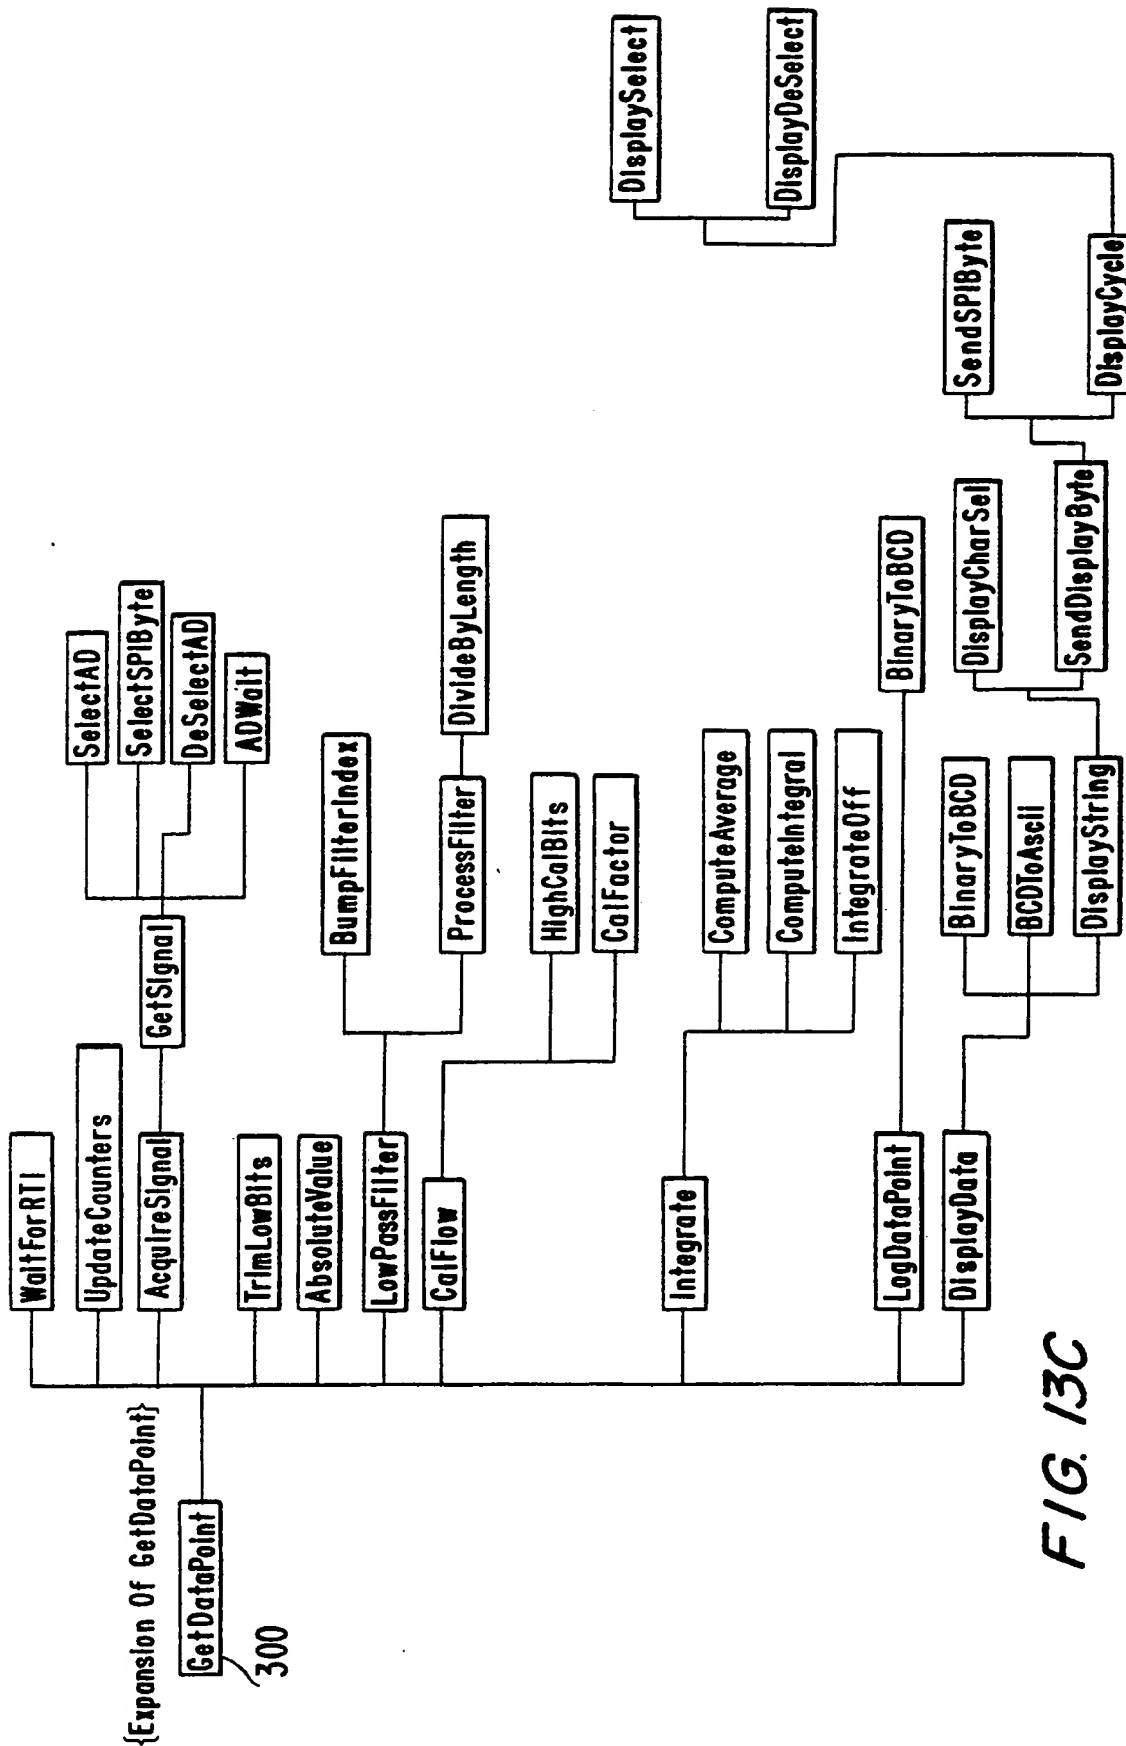 {Expansion Of GetDataPoint}
GetDataPoint
300
WaitForRTI
UpdateCounters
AcquireSignal
GetSignal
SelectAD
SelectSPIByte
DeSelectAD
ADWait
TrimLowBits
AbsoluteValue
LowPassFilter
BumpFilterIndex
ProcessFilter
DivideByLength
CalFlow
HighCalBits
CalFactor
Integrate
ComputeAverage
ComputeIntegral
IntegrateOff
LogDataPoint
BinaryToBCD
DisplayData
BinaryToBCD
BCDToAscii
DisplayString
DisplayCharSel
SendDisplayByte
SendSPIByte
DisplayCycle
DisplaySelect
DisplayDeSelect
FIG. 13C